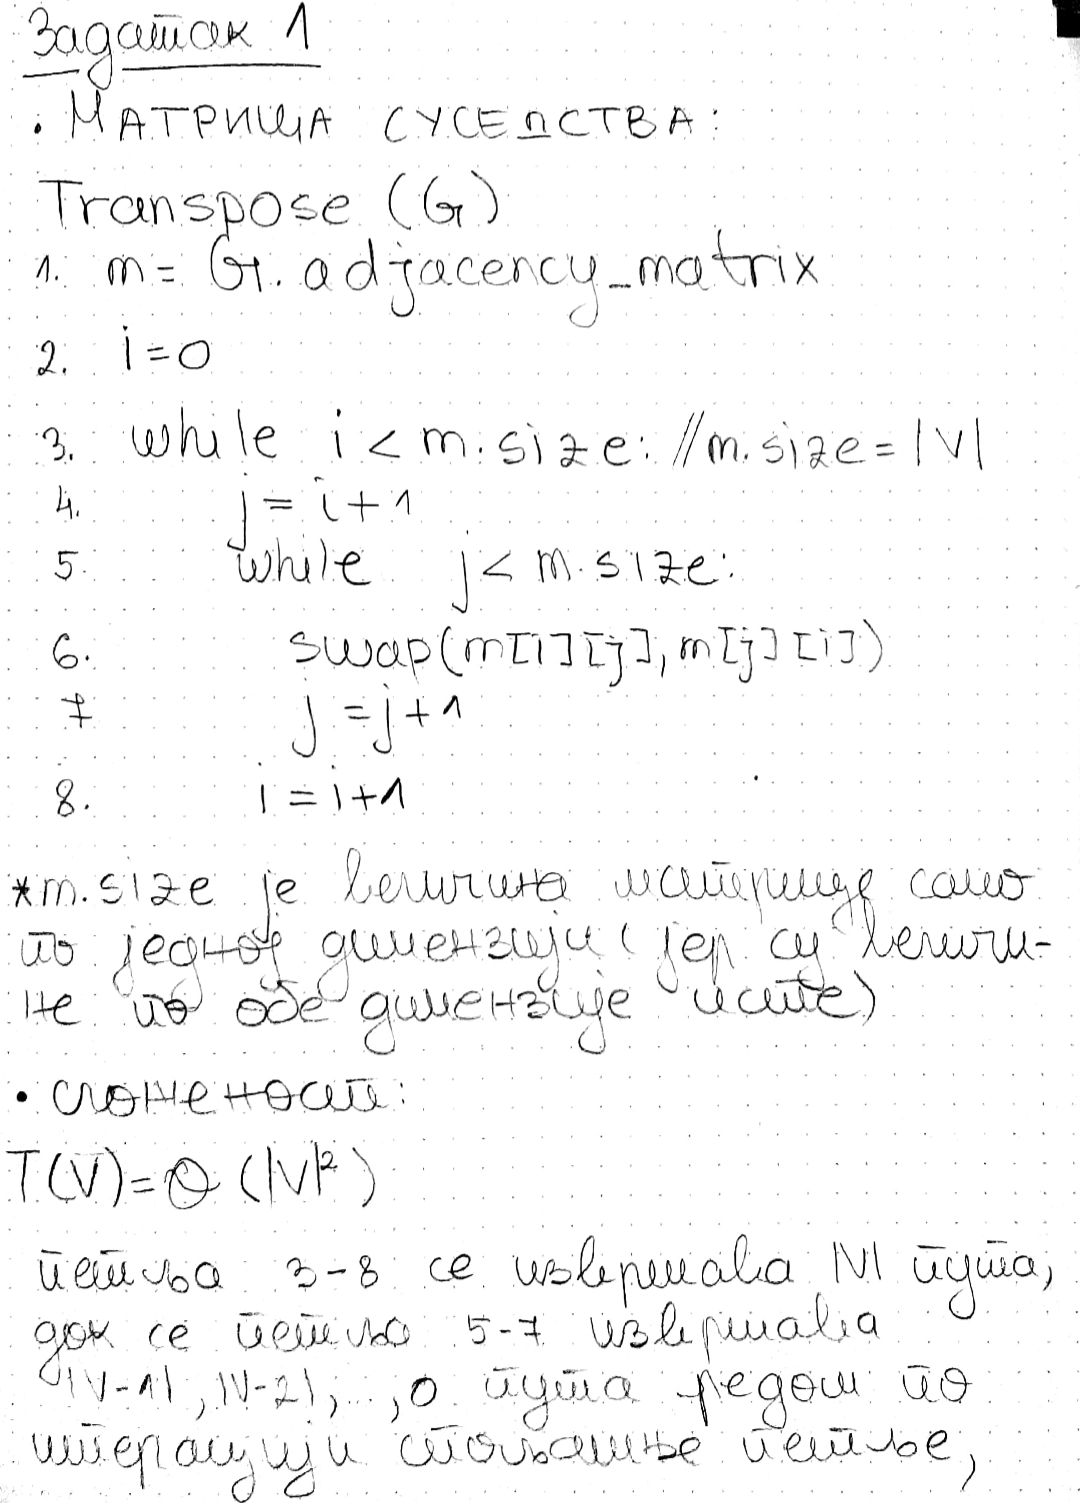 Задатак 1
• МАТРИЦА СУСЕДСТВА:
Transpose (G)
1. m = G.adjacency_matrix
2. i=0
3. while i < m.size: //m.size = |V|
4. j = i+1
5. while j < m.size:
6. swap(m[i][j], m[j][i])
7 j = j+1
8. i = i+1
*m.size је величина матрице само
по једној димензији (јер су величи-
не по обе димензије исте)
• сложеност:
T(V) = Θ (|V|²)
петља 3-8 се извршава |V| пута,
док се петља 5-7 извршава
|V-1|, |V-2|, ..., 0 пута редом по
итерацији спољашње петље,